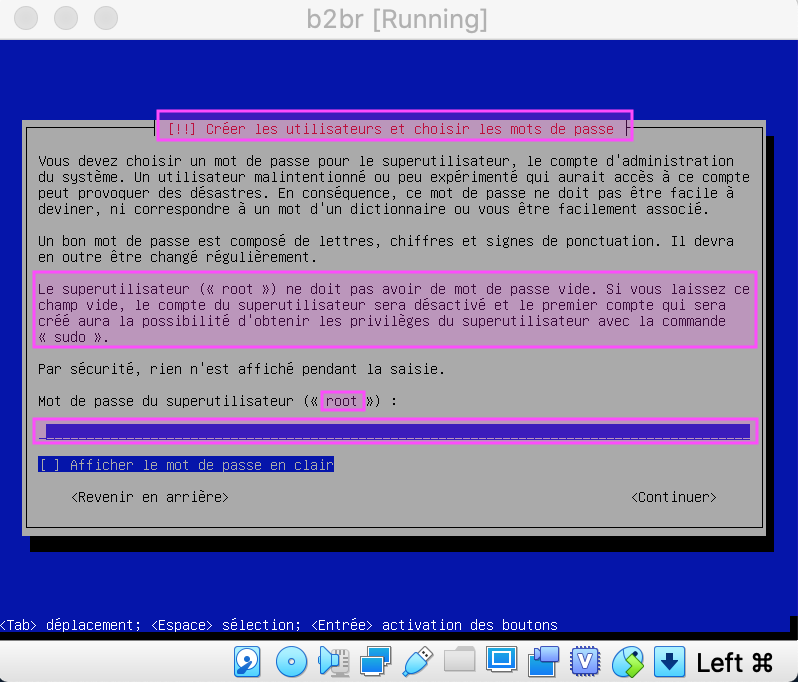 b2br [Running]
[!!] Créer les utilisateurs et choisir les mots de passe
Vous devez choisir un mot de passe pour le superutilisateur, le compte d'administration
du système. Un utilisateur malintentionné ou peu expérimenté qui aurait accès à ce compte
peut provoquer des désastres. En conséquence, ce mot de passe ne doit pas être facile à
deviner, ni correspondre à un mot d'un dictionnaire ou vous être facilement associé.
Un bon mot de passe est composé de lettres, chiffres et signes de ponctuation. Il devra
en outre être changé régulièrement.
Le superutilisateur (« root ») ne doit pas avoir de mot de passe vide. Si vous laissez ce
champ vide, le compte du superutilisateur sera désactivé et le premier compte qui sera
créé aura la possibilité d'obtenir les privilèges du superutilisateur avec la commande
« sudo ».
Par sécurité, rien n'est affiché pendant la saisie.
Mot de passe du superutilisateur (« root ») :
[ ] Afficher le mot de passe en clair
<Revenir en arrière> <Continuer>
<Tab> déplacement; <Espace> sélection; <Entrée> activation des boutons
V
Left ⌘